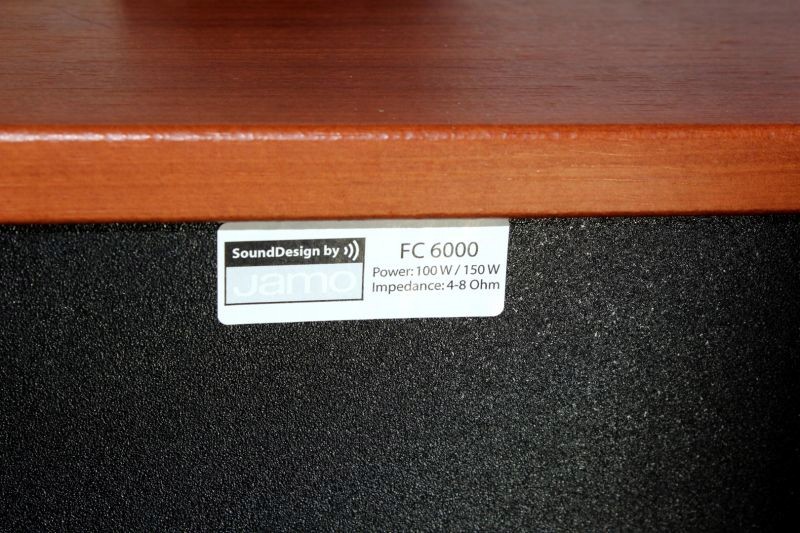 SoundDesign by
Jamo
FC 6000
Power: 100 W / 150 W
Impedance: 4-8 Ohm